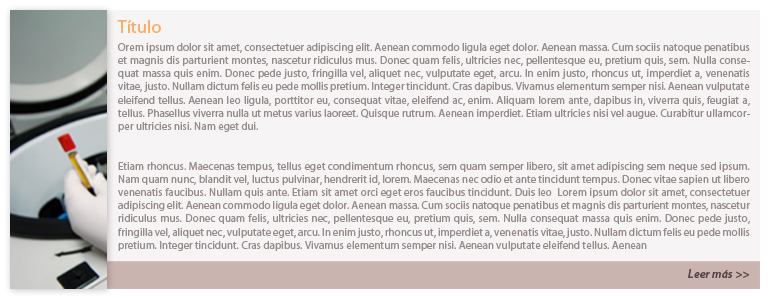 Título
Orem ipsum dolor sit amet, consectetuer adipiscing elit. Aenean commodo ligula eget dolor. Aenean massa. Cum sociis natoque penatibus
et magnis dis parturient montes, nascetur ridiculus mus. Donec quam felis, ultricies nec, pellentesque eu, pretium quis, sem. Nulla conse-
quat massa quis enim. Donec pede justo, fringilla vel, aliquet nec, vulputate eget, arcu. In enim justo, rhoncus ut, imperdiet a, venenatis
vitae, justo. Nullam dictum felis eu pede mollis pretium. Integer tincidunt. Cras dapibus. Vivamus elementum semper nisi. Aenean vulputate
eleifend tellus. Aenean leo ligula, porttitor eu, consequat vitae, eleifend ac, enim. Aliquam lorem ante, dapibus in, viverra quis, feugiat a,
tellus. Phasellus viverra nulla ut metus varius laoreet. Quisque rutrum. Aenean imperdiet. Etiam ultricies nisi vel augue. Curabitur ullamcor-
per ultricies nisi. Nam eget dui.
Etiam rhoncus. Maecenas tempus, tellus eget condimentum rhoncus, sem quam semper libero, sit amet adipiscing sem neque sed ipsum.
Nam quam nunc, blandit vel, luctus pulvinar, hendrerit id, lorem. Maecenas nec odio et ante tincidunt tempus. Donec vitae sapien ut libero
venenatis faucibus. Nullam quis ante. Etiam sit amet orci eget eros faucibus tincidunt. Duis leo  Lorem ipsum dolor sit amet, consectetuer
adipiscing elit. Aenean commodo ligula eget dolor. Aenean massa. Cum sociis natoque penatibus et magnis dis parturient montes, nascetur
ridiculus mus. Donec quam felis, ultricies nec, pellentesque eu, pretium quis, sem. Nulla consequat massa quis enim. Donec pede justo,
fringilla vel, aliquet nec, vulputate eget, arcu. In enim justo, rhoncus ut, imperdiet a, venenatis vitae, justo. Nullam dictum felis eu pede mollis
pretium. Integer tincidunt. Cras dapibus. Vivamus elementum semper nisi. Aenean vulputate eleifend tellus. Aenean
Leer más >>